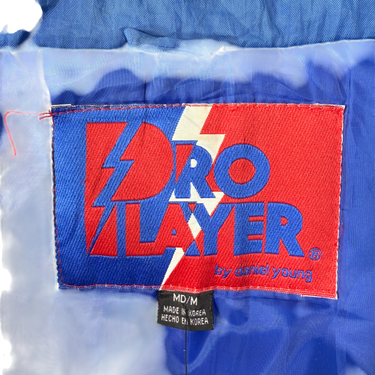 PRO
PLAYER®
by daniel young
MD/M
MADE IN KOREA
HECHO EN KOREA